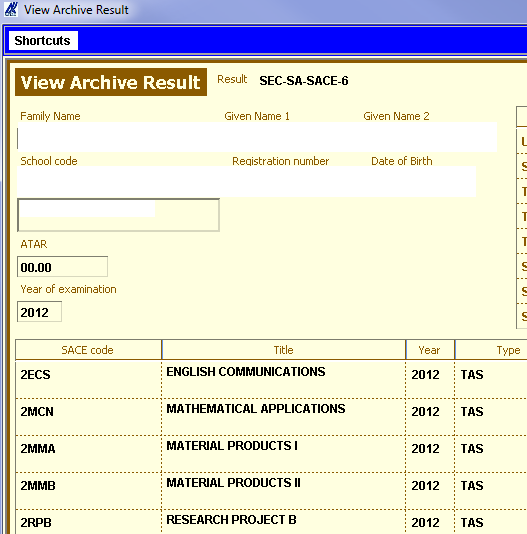 View Archive Result
Shortcuts
View Archive Result Result SEC-SA-SACE-6
Family Name Given Name 1 Given Name 2
School code Registration number Date of Birth
ATAR
00.00
Year of examination
2012
SACE code Title Year Type
2ECS ENGLISH COMMUNICATIONS 2012 TAS
2MCN MATHEMATICAL APPLICATIONS 2012 TAS
2MMA MATERIAL PRODUCTS I 2012 TAS
2MMB MATERIAL PRODUCTS II 2012 TAS
2RPB RESEARCH PROJECT B 2012 TAS